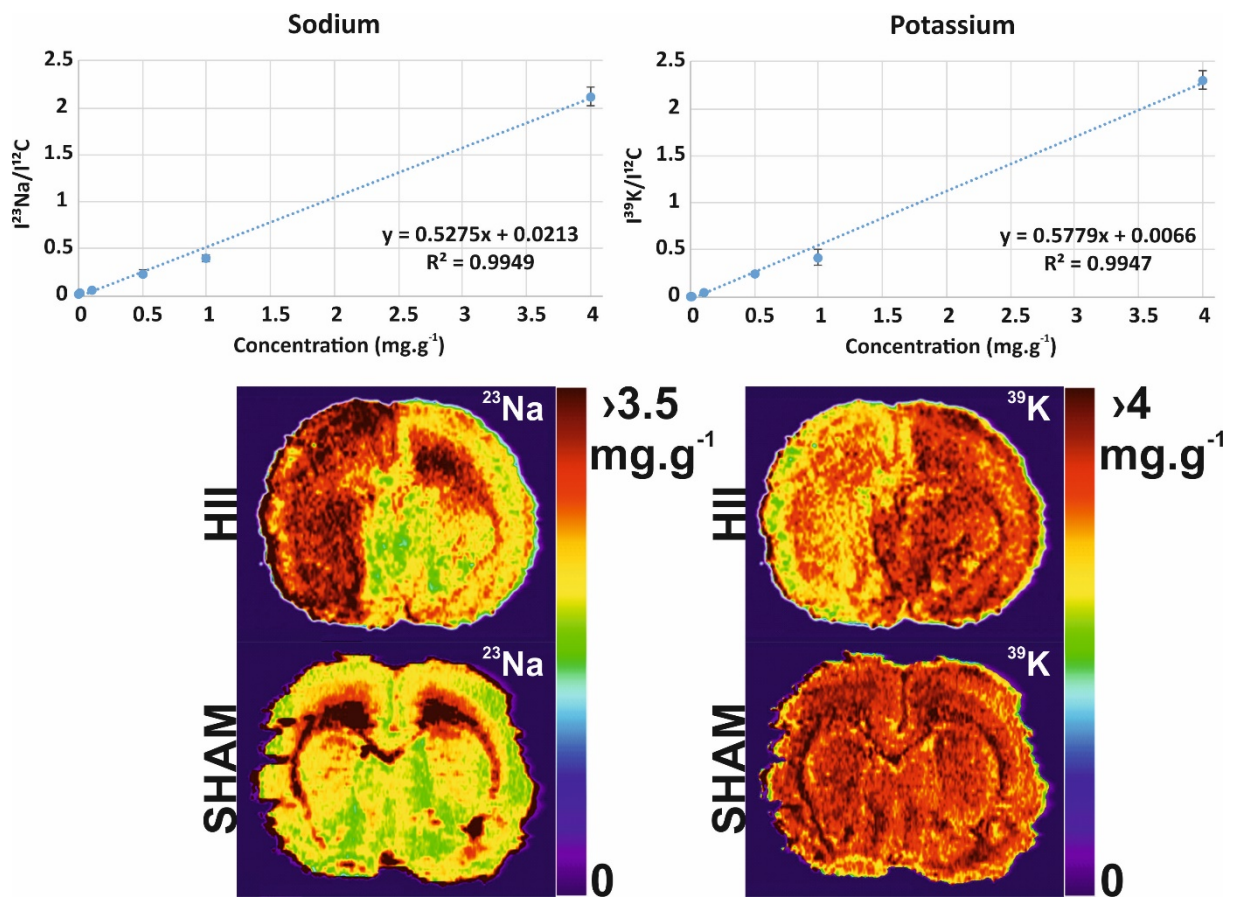 Sodium
2.5
2
1.5
1
0.5
0
I²³Na/I¹²C
y = 0.5275x + 0.0213
R² = 0.9949
0 0.5 1 1.5 2 2.5 3 3.5 4
Concentration (mg.g⁻¹)
Potassium
2.5
2
1.5
1
0.5
0
I³⁹K/I¹²C
y = 0.5779x + 0.0066
R² = 0.9947
0 0.5 1 1.5 2 2.5 3 3.5 4
Concentration (mg.g⁻¹)
HII
²³Na
›3.5
mg.g⁻¹
SHAM
²³Na
0
HII
³⁹K
›4
mg.g⁻¹
SHAM
³⁹K
0